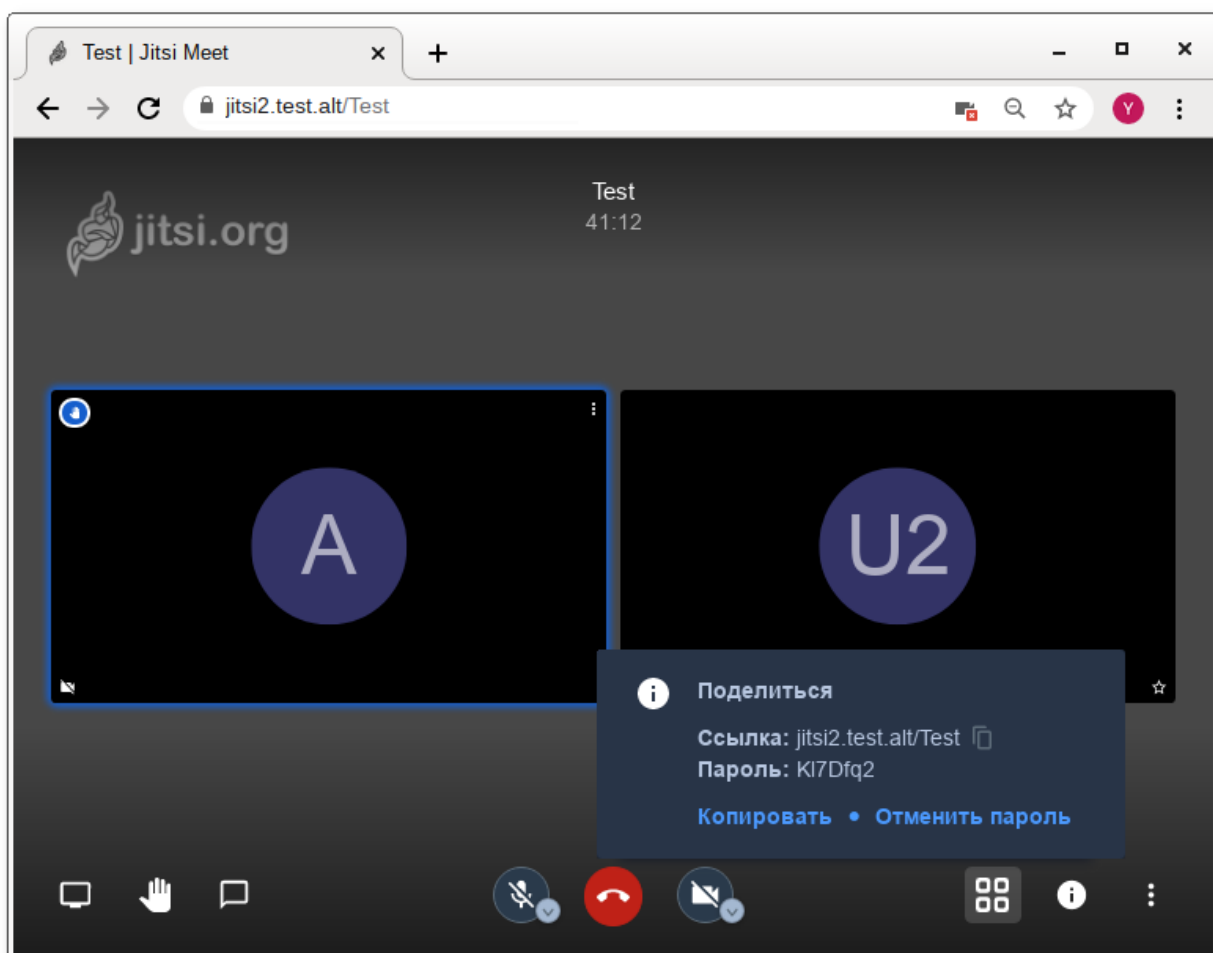 Test | Jitsi Meet
jitsi2.test.alt/Test
Y
jitsi.org
Test
41:12
A
U2
Поделиться
Ссылка: jitsi2.test.alt/Test
Пароль: Kl7Dfq2
Копировать • Отменить пароль